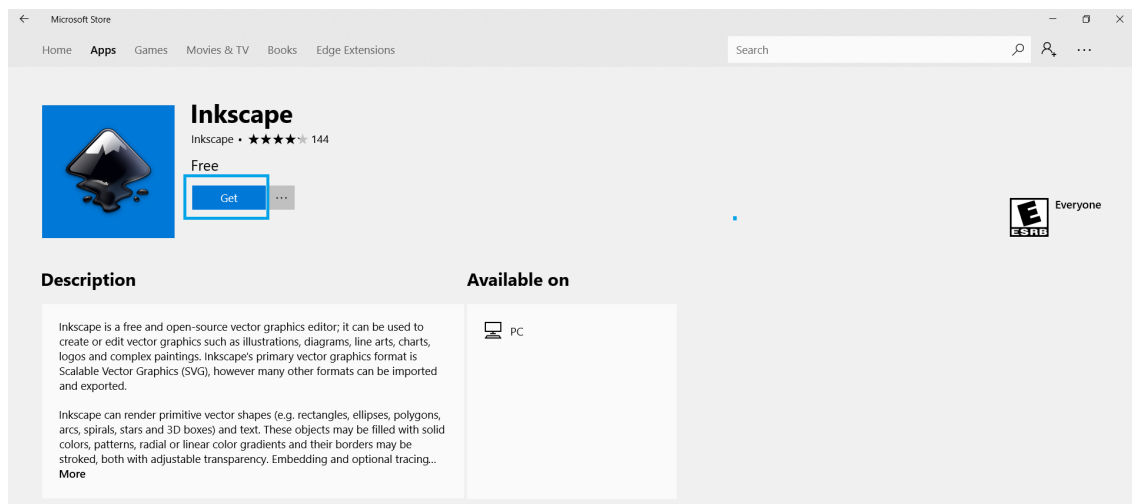 Microsoft Store
Home Apps Games Movies & TV Books Edge Extensions
Search
Inkscape
Inkscape • ★★★★★ 144
Free
Get ...
E
ESRB
Everyone
Description
Inkscape is a free and open-source vector graphics editor; it can be used to
create or edit vector graphics such as illustrations, diagrams, line arts, charts,
logos and complex paintings. Inkscape's primary vector graphics format is
Scalable Vector Graphics (SVG), however many other formats can be imported
and exported.
Inkscape can render primitive vector shapes (e.g. rectangles, ellipses, polygons,
arcs, spirals, stars and 3D boxes) and text. These objects may be filled with solid
colors, patterns, radial or linear color gradients and their borders may be
stroked, both with adjustable transparency. Embedding and optional tracing...
More
Available on
PC